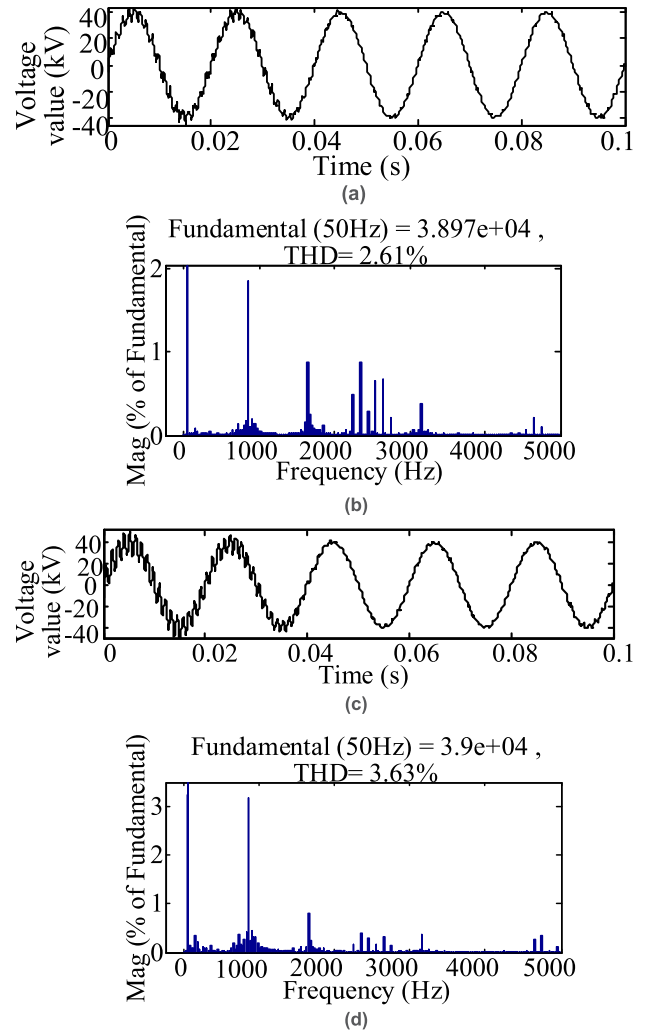 Voltage
value (kV)
40
20
0
-20
-40
0 0.02 0.04 0.06 0.08 0.1
Time (s)
(a)
Fundamental (50Hz) = 3.897e+04 ,
THD= 2.61%
Mag (% of Fundamental)
2
1
0
0 1000 2000 3000 4000 5000
Frequency (Hz)
(b)
Voltage
value (kV)
40
20
0
-20
-40
0 0.02 0.04 0.06 0.08 0.1
Time (s)
(c)
Fundamental (50Hz) = 3.9e+04 ,
THD= 3.63%
Mag (% of Fundamental)
3
2
1
0
0 1000 2000 3000 4000 5000
Frequency (Hz)
(d)